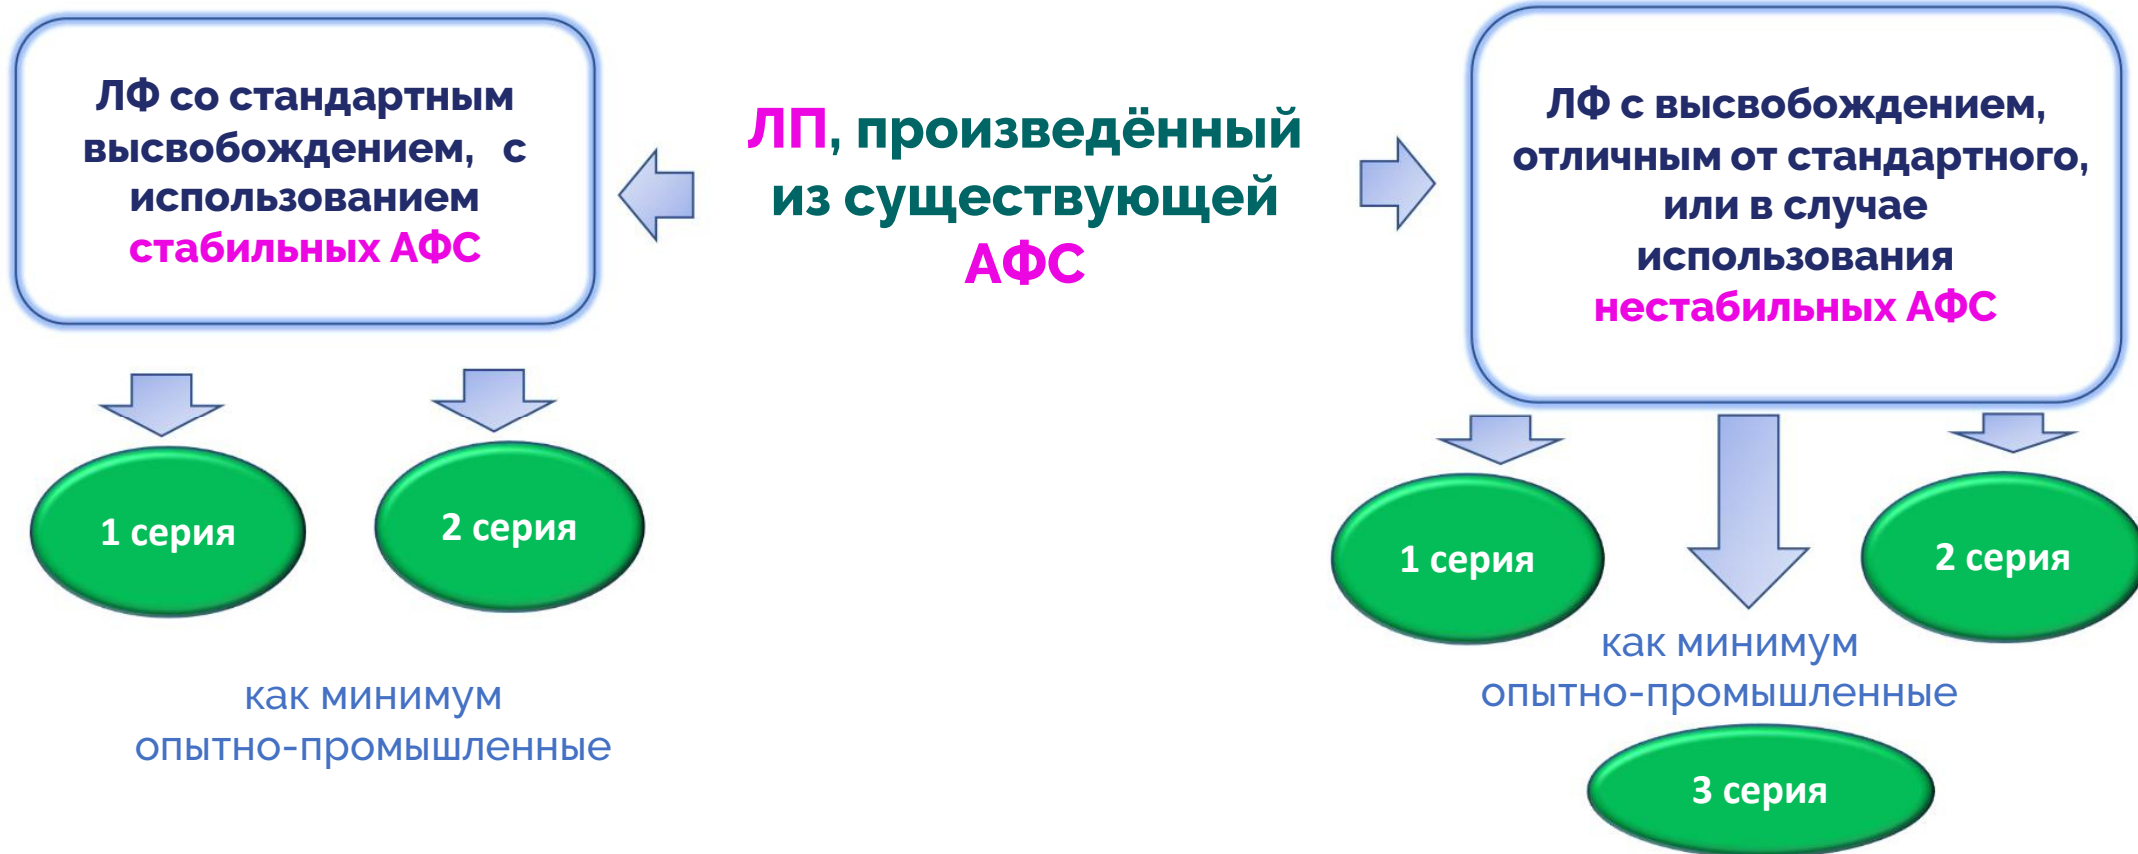 ЛФ со стандартным
высвобождением, с
использованием
стабильных АФС
ЛП, произведённый
из существующей
АФС
ЛФ с высвобождением,
отличным от стандартного,
или в случае
использования
нестабильных АФС
1 серия
2 серия
как минимум
опытно-промышленные
1 серия
2 серия
как минимум
опытно-промышленные
3 серия